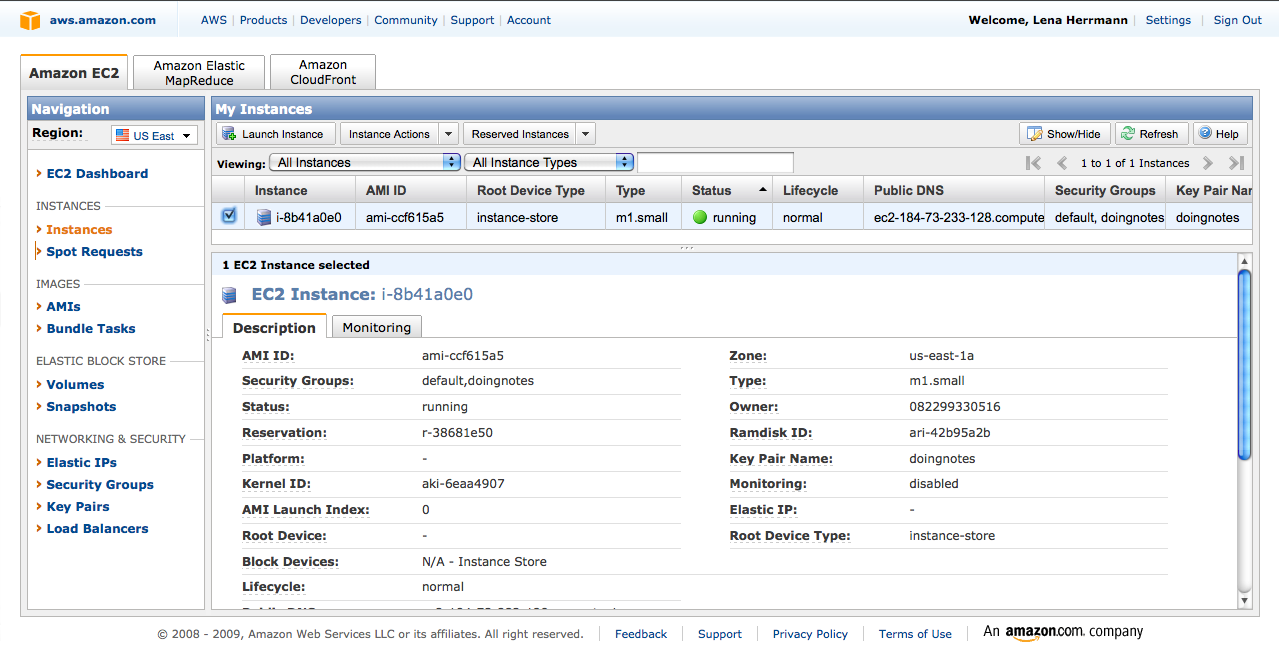 aws.amazon.com
AWS | Products | Developers | Community | Support | Account
Welcome, Lena Herrmann | Settings | Sign Out
Amazon EC2
Amazon Elastic
MapReduce
Amazon
CloudFront
Navigation
Region: US East
EC2 Dashboard
INSTANCES
Instances
Spot Requests
IMAGES
AMIs
Bundle Tasks
ELASTIC BLOCK STORE
Volumes
Snapshots
NETWORKING & SECURITY
Elastic IPs
Security Groups
Key Pairs
Load Balancers
My Instances
Launch Instance Instance Actions Reserved Instances Show/Hide Refresh Help
Viewing: All Instances All Instance Types 1 to 1 of 1 Instances
Instance AMI ID Root Device Type Type Status Lifecycle Public DNS Security Groups Key Pair Nar
i-8b41a0e0 ami-ccf615a5 instance-store m1.small running normal ec2-184-73-233-128.compute default, doingnotes doingnotes
1 EC2 Instance selected
EC2 Instance: i-8b41a0e0
Description Monitoring
AMI ID: ami-ccf615a5 Zone: us-east-1a
Security Groups: default,doingnotes Type: m1.small
Status: running Owner: 082299330516
Reservation: r-38681e50 Ramdisk ID: ari-42b95a2b
Platform: - Key Pair Name: doingnotes
Kernel ID: aki-6eaa4907 Monitoring: disabled
AMI Launch Index: 0 Elastic IP: -
Root Device: - Root Device Type: instance-store
Block Devices: N/A - Instance Store
Lifecycle: normal
© 2008 - 2009, Amazon Web Services LLC or its affiliates. All right reserved. | Feedback | Support | Privacy Policy | Terms of Use | An amazon.com. company